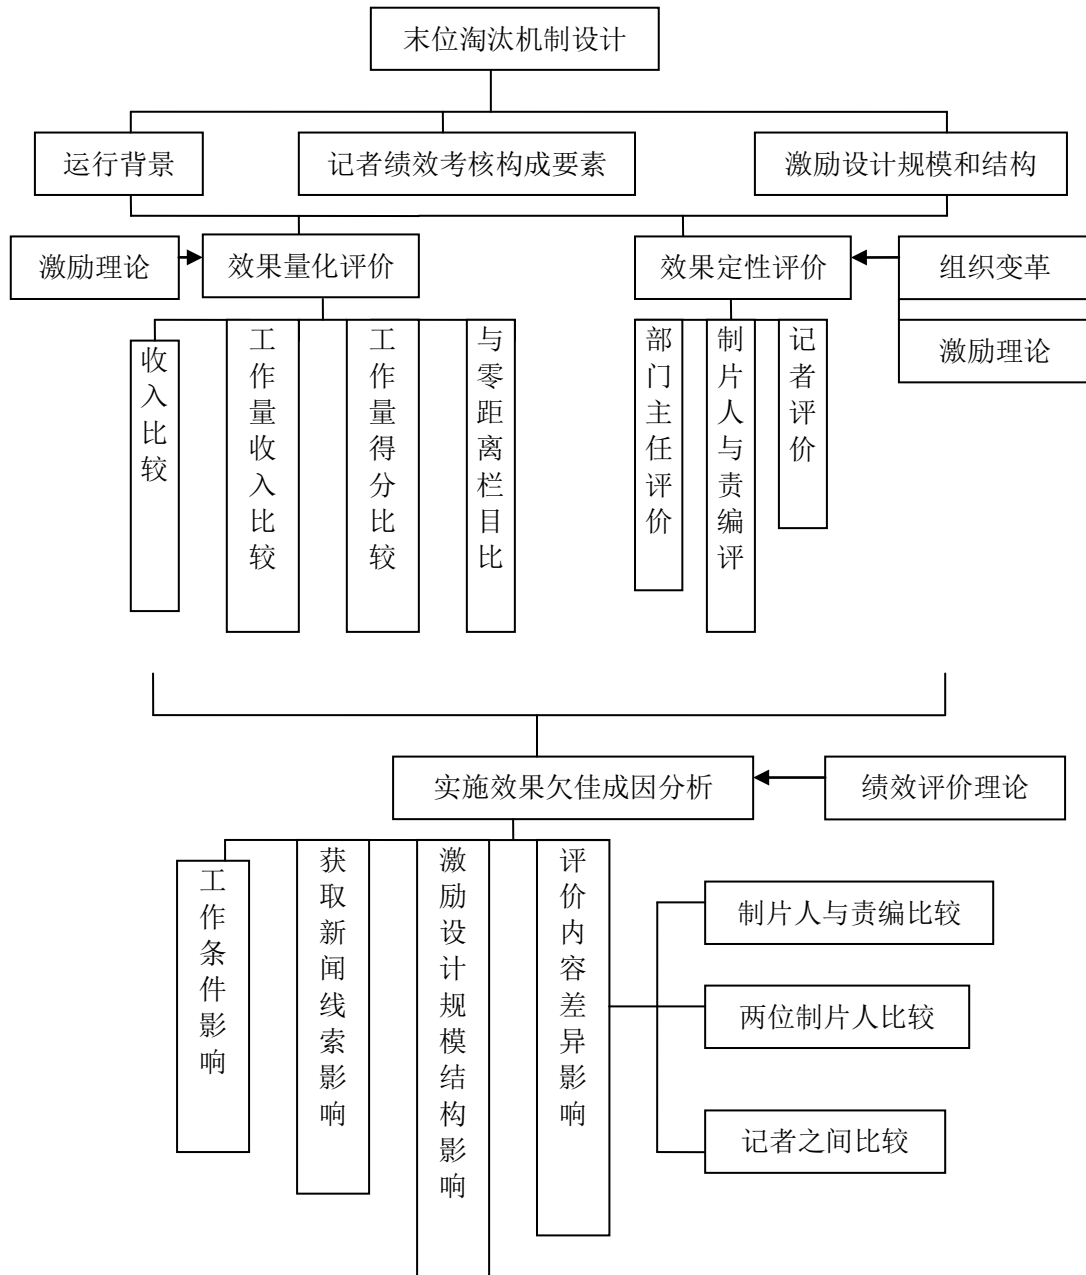 末位淘汰机制设计
运行背景
记者绩效考核构成要素
激励设计规模和结构
激励理论
效果量化评价
效果定性评价
组织变革
激励理论
收入比较
工作量收入比较
工作量得分比较
与零距离栏目比
部门主任评价
制片人与责编评
记者评价
实施效果欠佳成因分析
绩效评价理论
工作条件影响
获取新闻线索影响
激励设计规模结构影响
评价内容差异影响
制片人与责编比较
两位制片人比较
记者之间比较